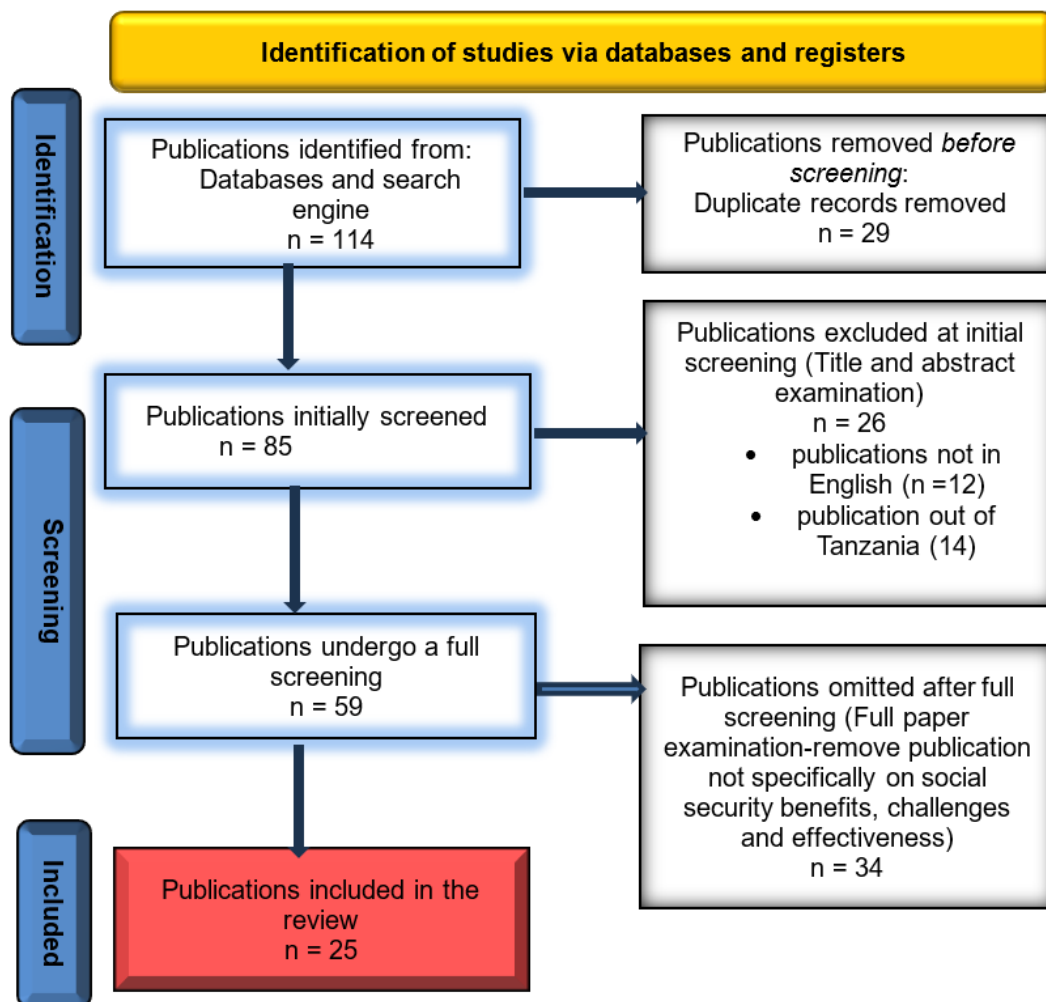 Identification of studies via databases and registers
Identification
Publications identified from:
Databases and search
engine
n = 114
Publications removed before
screening:
Duplicate records removed
n = 29
Screening
Publications initially screened
n = 85
Publications excluded at initial
screening (Title and abstract
examination)
n = 26
• publications not in
English (n =12)
• publication out of
Tanzania (14)
Publications undergo a full
screening
n = 59
Publications omitted after full
screening (Full paper
examination-remove publication
not specifically on social
security benefits, challenges
and effectiveness)
n = 34
Included
Publications included in the
review
n = 25